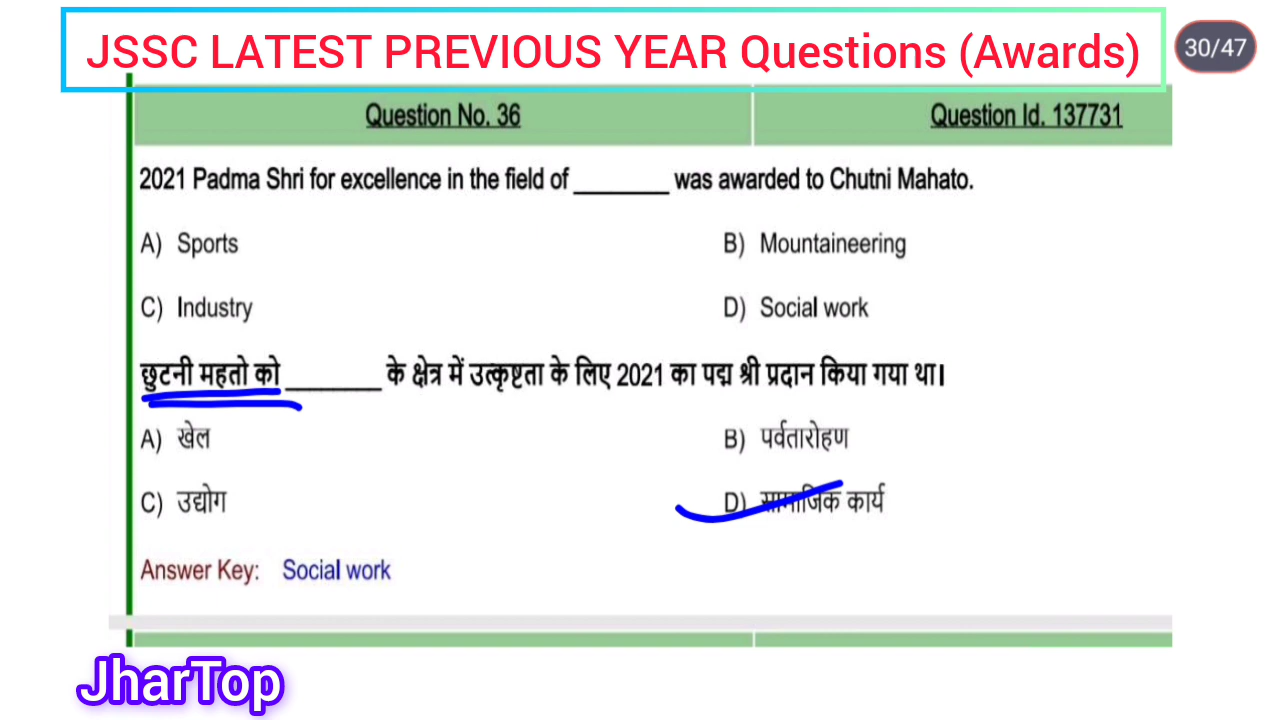 JSSC LATEST PREVIOUS YEAR Questions (Awards)
30/47
Question No. 36 Question Id. 137731
2021 Padma Shri for excellence in the field of ________ was awarded to Chutni Mahato.
A) Sports B) Mountaineering
C) Industry D) Social work
छुटनी महतो को ________ के क्षेत्र में उत्कृष्टता के लिए 2021 का पद्म श्री प्रदान किया गया था।
A) खेल B) पर्वतारोहण
C) उद्योग D) सामाजिक कार्य
Answer Key: Social work
JharTop